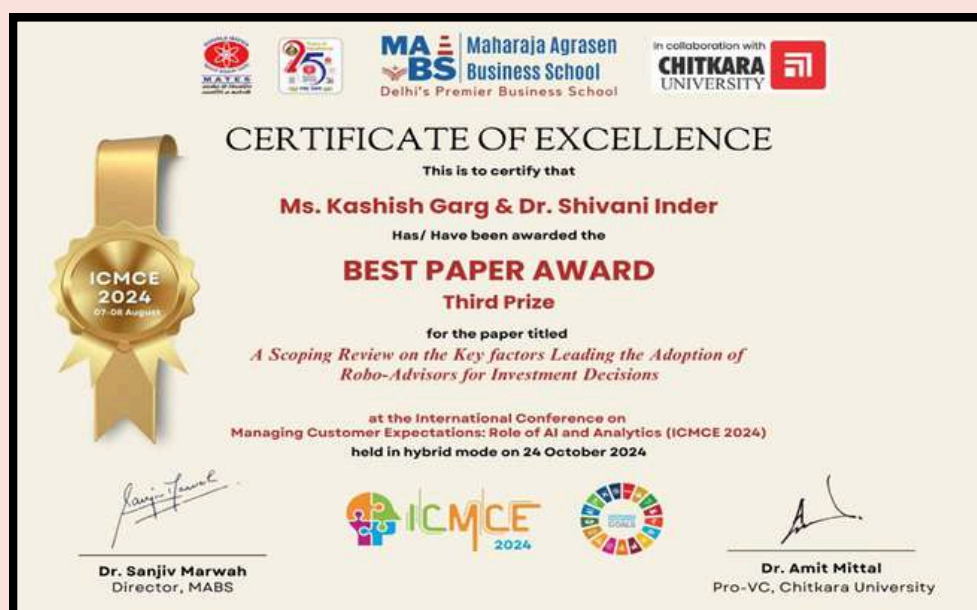 MATES
25
MABS
Maharaja Agrasen
Business School
Delhi's Premier Business School
In collaboration with
CHITKARA
UNIVERSITY
CERTIFICATE OF EXCELLENCE
This is to certify that
Ms. Kashish Garg & Dr. Shivani Inder
Has/ Have been awarded the
BEST PAPER AWARD
Third Prize
for the paper titled
A Scoping Review on the Key factors Leading the Adoption of
Robo-Advisors for Investment Decisions
at the International Conference on
Managing Customer Expectations: Role of AI and Analytics (ICMCE 2024)
held in hybrid mode on 24 October 2024
ICMCE
2024
07-08 August
ICMCE
2024
GOALS
Dr. Sanjiv Marwah
Director, MABS
Dr. Amit Mittal
Pro-VC, Chitkara University